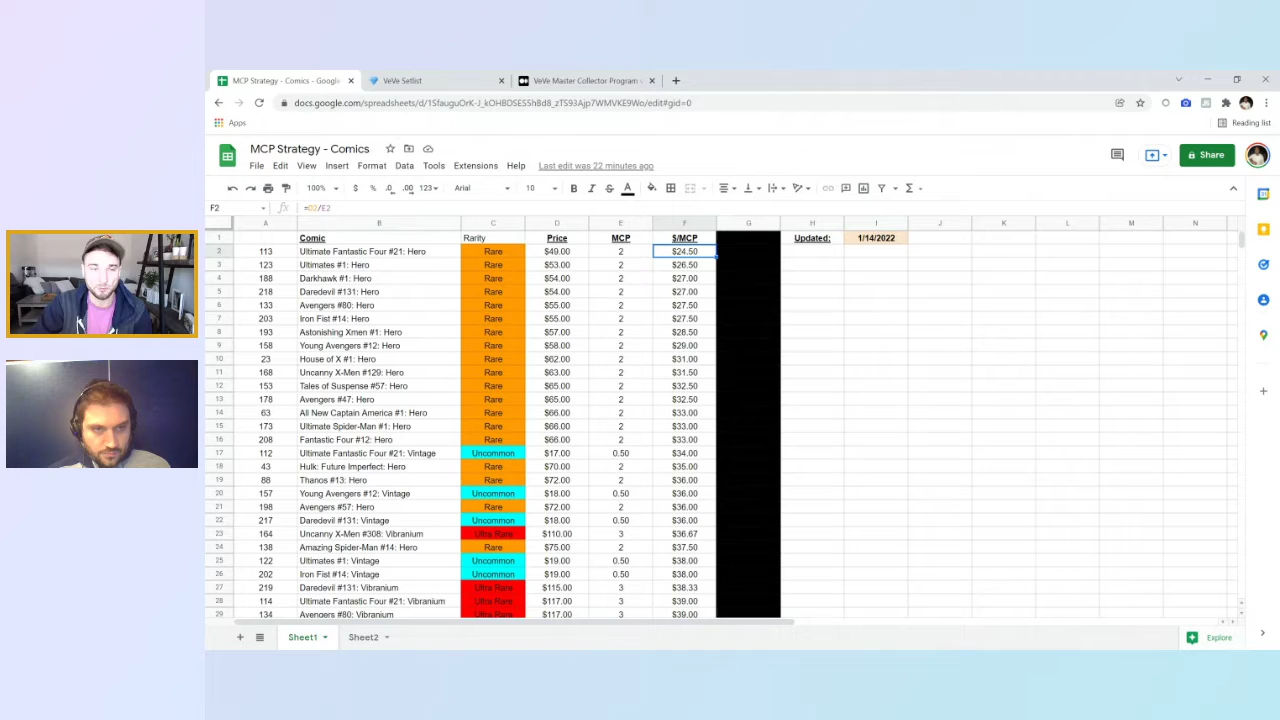 MCP Strategy - Comics - Google
VeVe Setlist
VeVe Master Collector Program -
docs.google.com/spreadsheets/d/1SfauguOrK-J_kOHBDSESShBd8_zTS93Ajp7WMVKE9Wo/edit#gid=0
Apps
Reading list
MCP Strategy - Comics
File Edit View Insert Format Data Tools Extensions Help Last edit was 22 minutes ago
Share
100% $ % .0 .00 123 Arial 10 B I S A
F2 fx =D2/E2
A B C D E F G H I J K L M N
1 Comic Rarity Price MCP $/MCP Updated: 1/14/2022
2 113 Ultimate Fantastic Four #21: Hero Rare $49.00 2 $24.50
3 123 Ultimates #1: Hero Rare $53.00 2 $26.50
4 188 Darkhawk #1: Hero Rare $54.00 2 $27.00
5 218 Daredevil #131: Hero Rare $54.00 2 $27.00
6 133 Avengers #80: Hero Rare $55.00 2 $27.50
7 203 Iron Fist #14: Hero Rare $55.00 2 $27.50
8 193 Astonishing Xmen #1: Hero Rare $57.00 2 $28.50
9 158 Young Avengers #12: Hero Rare $58.00 2 $29.00
10 23 House of X #1: Hero Rare $62.00 2 $31.00
11 168 Uncanny X-Men #129: Hero Rare $63.00 2 $31.50
12 153 Tales of Suspense #57: Hero Rare $65.00 2 $32.50
13 178 Avengers #47: Hero Rare $65.00 2 $32.50
14 63 All New Captain America #1: Hero Rare $66.00 2 $33.00
15 173 Ultimate Spider-Man #1: Hero Rare $66.00 2 $33.00
16 208 Fantastic Four #12: Hero Rare $66.00 2 $33.00
17 112 Ultimate Fantastic Four #21: Vintage Uncommon $17.00 0.50 $34.00
18 43 Hulk: Future Imperfect: Hero Rare $70.00 2 $35.00
19 88 Thanos #13: Hero Rare $72.00 2 $36.00
20 157 Young Avengers #12: Vintage Uncommon $18.00 0.50 $36.00
21 198 Avengers #57: Hero Rare $72.00 2 $36.00
22 217 Daredevil #131: Vintage Uncommon $18.00 0.50 $36.00
23 164 Uncanny X-Men #308: Vibranium Ultra Rare $110.00 3 $36.67
24 138 Amazing Spider-Man #14: Hero Rare $75.00 2 $37.50
25 122 Ultimates #1: Vintage Uncommon $19.00 0.50 $38.00
26 202 Iron Fist #14: Vintage Uncommon $19.00 0.50 $38.00
27 219 Daredevil #131: Vibranium Ultra Rare $115.00 3 $38.33
28 114 Ultimate Fantastic Four #21: Vibranium Ultra Rare $117.00 3 $39.00
29 134 Avengers #80: Vibranium Ultra Rare $117.00 3 $39.00
Sheet1 Sheet2 Explore